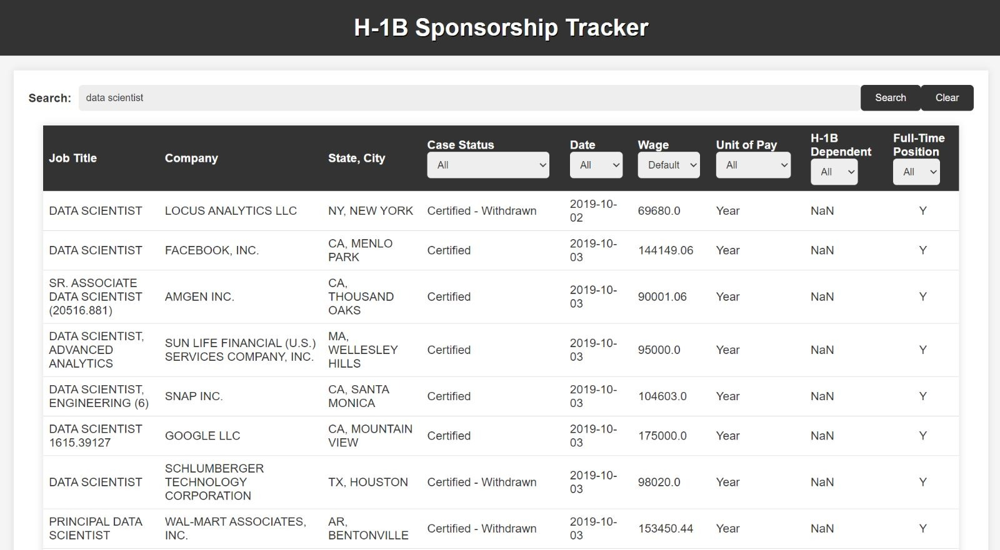 H-1B Sponsorship Tracker
Search: data scientist Search Clear
Job Title Company State, City Case Status All Date All Wage Default Unit of Pay All H-1B Dependent All Full-Time Position All
DATA SCIENTIST LOCUS ANALYTICS LLC NY, NEW YORK Certified - Withdrawn 2019-10-02 69680.0 Year NaN Y
DATA SCIENTIST FACEBOOK, INC. CA, MENLO PARK Certified 2019-10-03 144149.06 Year NaN Y
SR. ASSOCIATE DATA SCIENTIST (20516.881) AMGEN INC. CA, THOUSAND OAKS Certified 2019-10-03 90001.06 Year NaN Y
DATA SCIENTIST, ADVANCED ANALYTICS SUN LIFE FINANCIAL (U.S.) SERVICES COMPANY, INC. MA, WELLESLEY HILLS Certified 2019-10-03 95000.0 Year NaN Y
DATA SCIENTIST, ENGINEERING (6) SNAP INC. CA, SANTA MONICA Certified 2019-10-03 104603.0 Year NaN Y
DATA SCIENTIST 1615.39127 GOOGLE LLC CA, MOUNTAIN VIEW Certified 2019-10-03 175000.0 Year NaN Y
DATA SCIENTIST SCHLUMBERGER TECHNOLOGY CORPORATION TX, HOUSTON Certified - Withdrawn 2019-10-03 98020.0 Year NaN Y
PRINCIPAL DATA SCIENTIST WAL-MART ASSOCIATES, INC. AR, BENTONVILLE Certified - Withdrawn 2019-10-03 153450.44 Year NaN Y